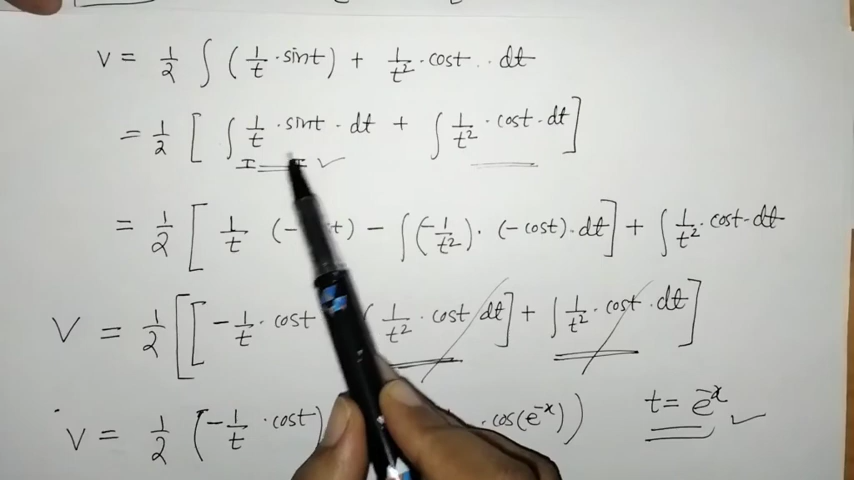 V = 1/2 ∫ (1/t · sint) + 1/t² · cost . . dt
= 1/2 [ ∫ 1/t · sint · dt + ∫ 1/t² · cost · dt ]
I I ✓
= 1/2 [ 1/t (- t) - ∫ (-1/t²) · (-cost) · dt ] + ∫ 1/t² · cost · dt
V = 1/2 [ [ -1/t · cost 1/t² · cost dt ] + ∫ 1/t² · cost · dt ]
V = 1/2 ( -1/t · cost ) · cos(e^-x) ) t = e^-x ✓